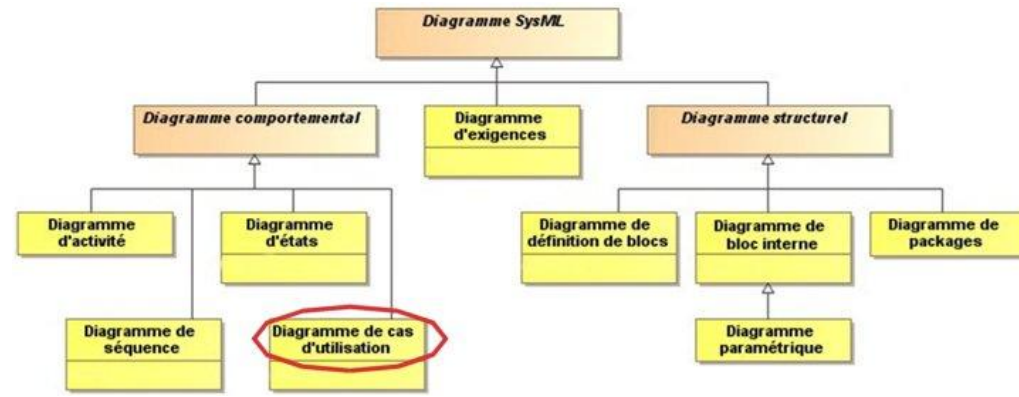 Diagramme SysML
Diagramme comportemental
Diagramme
d'exigences
Diagramme structurel
Diagramme
d'activité
Diagramme
d'états
Diagramme de
définition de blocs
Diagramme de
bloc interne
Diagramme de
packages
Diagramme de
séquence
Diagramme de cas
d'utilisation
Diagramme
paramétrique